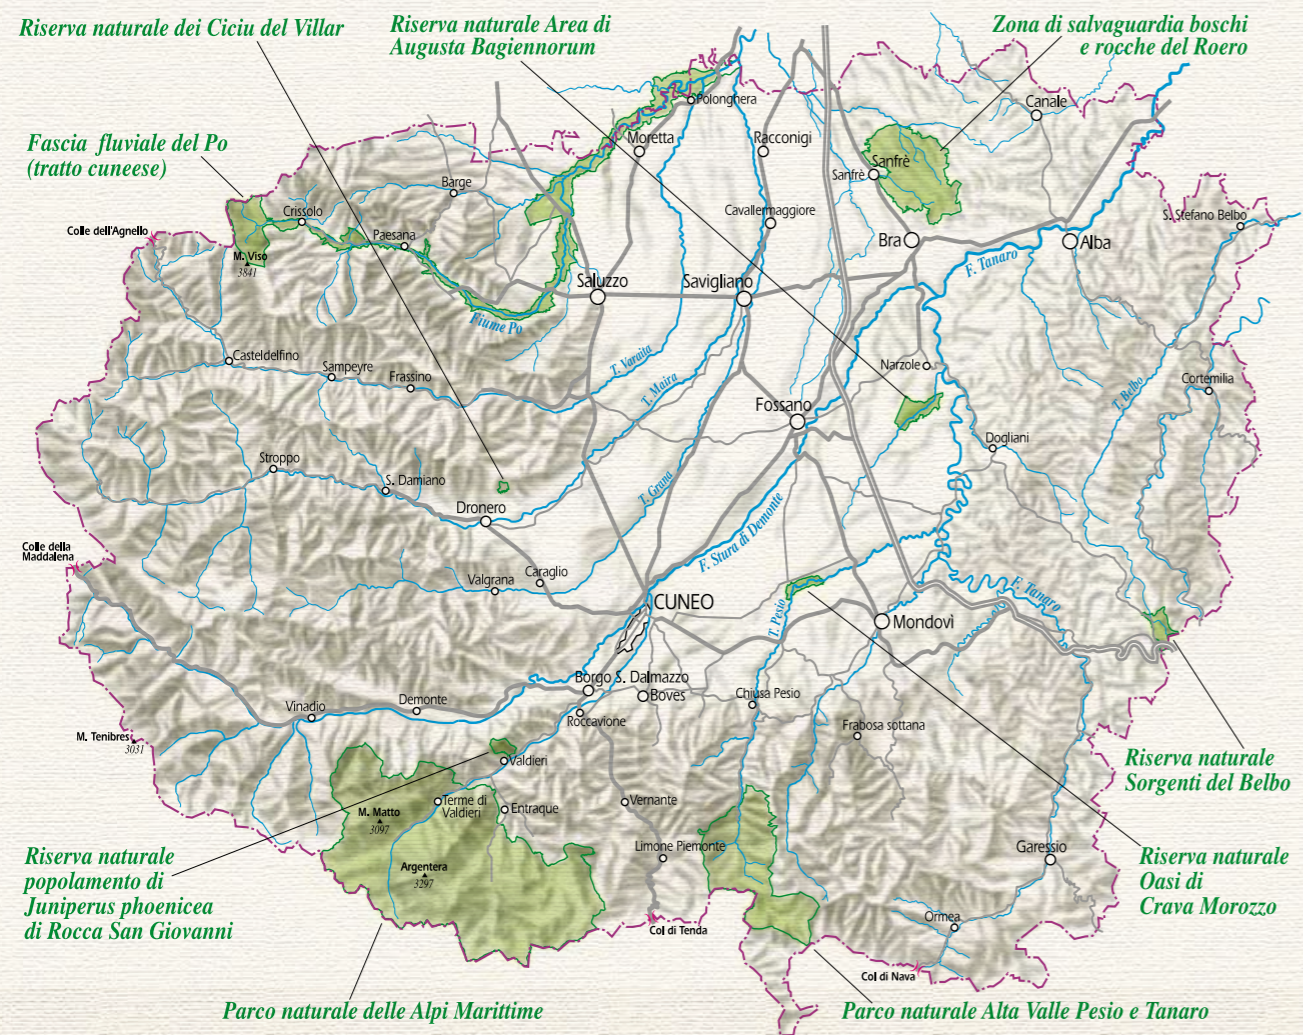 Riserva naturale dei Ciciu del Villar
Riserva naturale Area di
Augusta Bagiennorum
Zona di salvaguardia boschi
e rocche del Roero
Fascia fluviale del Po
(tratto cuneese)
Polonghera
Canale
Moretta
Racconigi
Sanfrè
Sanfrè
Barge
Crissolo
Cavallermaggiore
S. Stefano Belbo
Colle dell'Agnello
Paesana
Bra
Alba
M. Viso
3841
F. Tanaro
Saluzzo
Savigliano
Fiume Po
Casteldelfino
Sampeyre
Frassino
T. Varaita
T. Maira
Narzole
Cortemilia
T. Belbo
Fossano
Dogliani
Stroppo
S. Damiano
T. Grana
Dronero
F. Stura di Demonte
Colle della
Maddalena
Valgrana
Caraglio
CUNEO
T. Pesio
F. Tanaro
Mondovì
Borgo S. Dalmazzo
Boves
Chiusa Pesio
Vinadio
Demonte
Roccavione
Frabosa sottana
M. Tenibres
3031
Valdieri
Riserva naturale
Sorgenti del Belbo
Terme di
Valdieri
Entraque
Vernante
M. Matto
3097
Limone Piemonte
Garessio
Argentera
3297
Riserva naturale
popolamento di
Juniperus phoenicea
di Rocca San Giovanni
Riserva naturale
Oasi di
Crava Morozzo
Ormea
Col di Tenda
Col di Nava
Parco naturale delle Alpi Marittime
Parco naturale Alta Valle Pesio e Tanaro